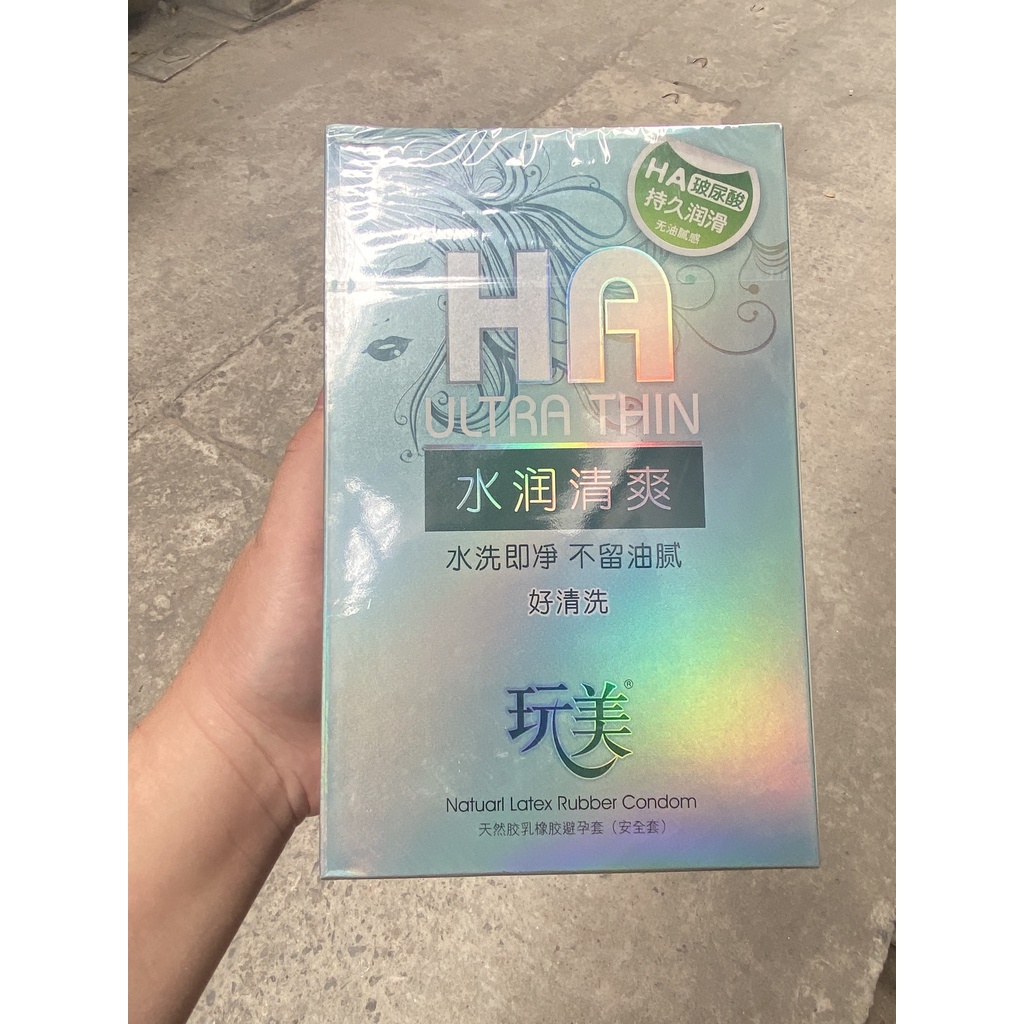 HA 玻尿酸
持久润滑
无油腻感
HA
ULTRA THIN
水润清爽
水洗即净 不留油腻
好清洗
玩美®
Natuarl Latex Rubber Condom
天然胶乳橡胶避孕套（安全套）